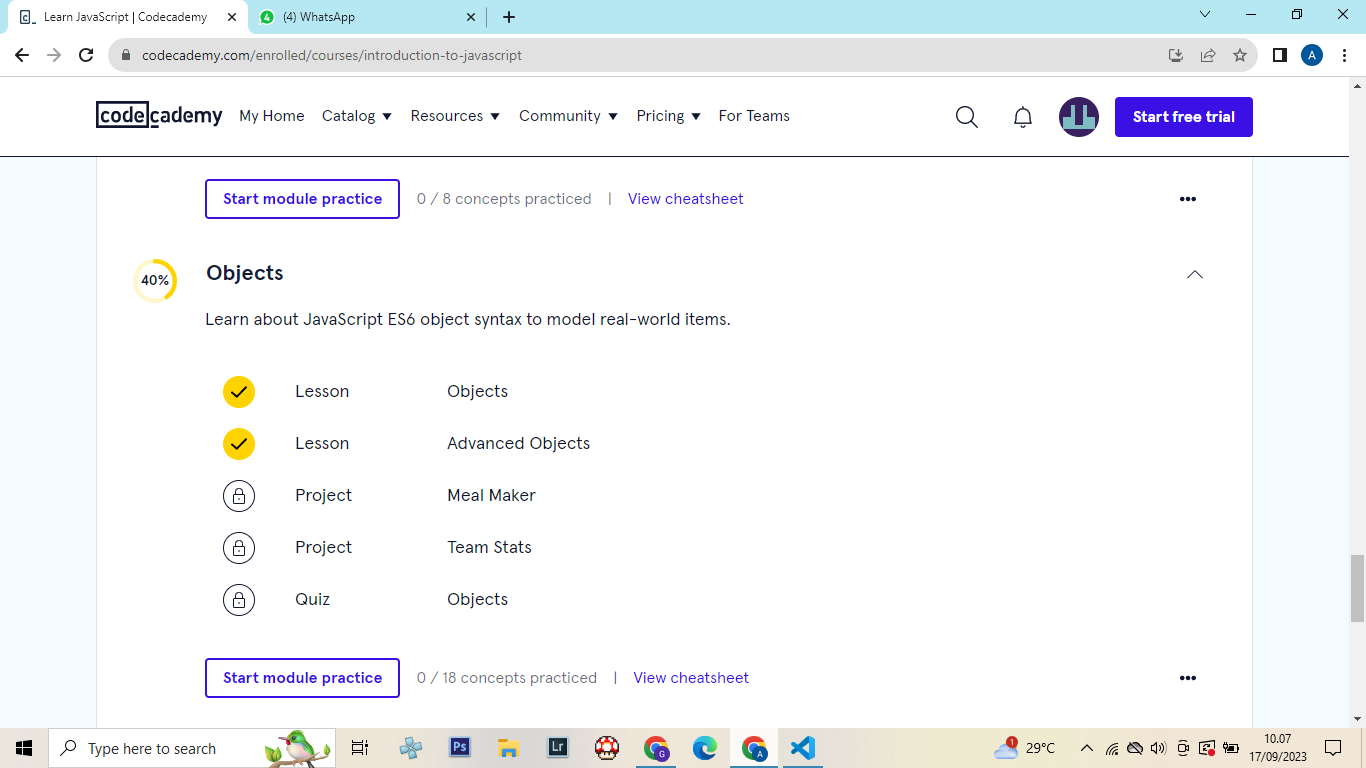 Learn JavaScript | Codecademy
(4) WhatsApp
codecademy.com/enrolled/courses/introduction-to-javascript
A
codecademy My Home Catalog Resources Community Pricing For Teams Start free trial
Start module practice 0 / 8 concepts practiced | View cheatsheet
40% Objects
Learn about JavaScript ES6 object syntax to model real-world items.
Lesson Objects
Lesson Advanced Objects
Project Meal Maker
Project Team Stats
Quiz Objects
Start module practice 0 / 18 concepts practiced | View cheatsheet
Type here to search Ps Lr G A 1 29°C 10.07
17/09/2023